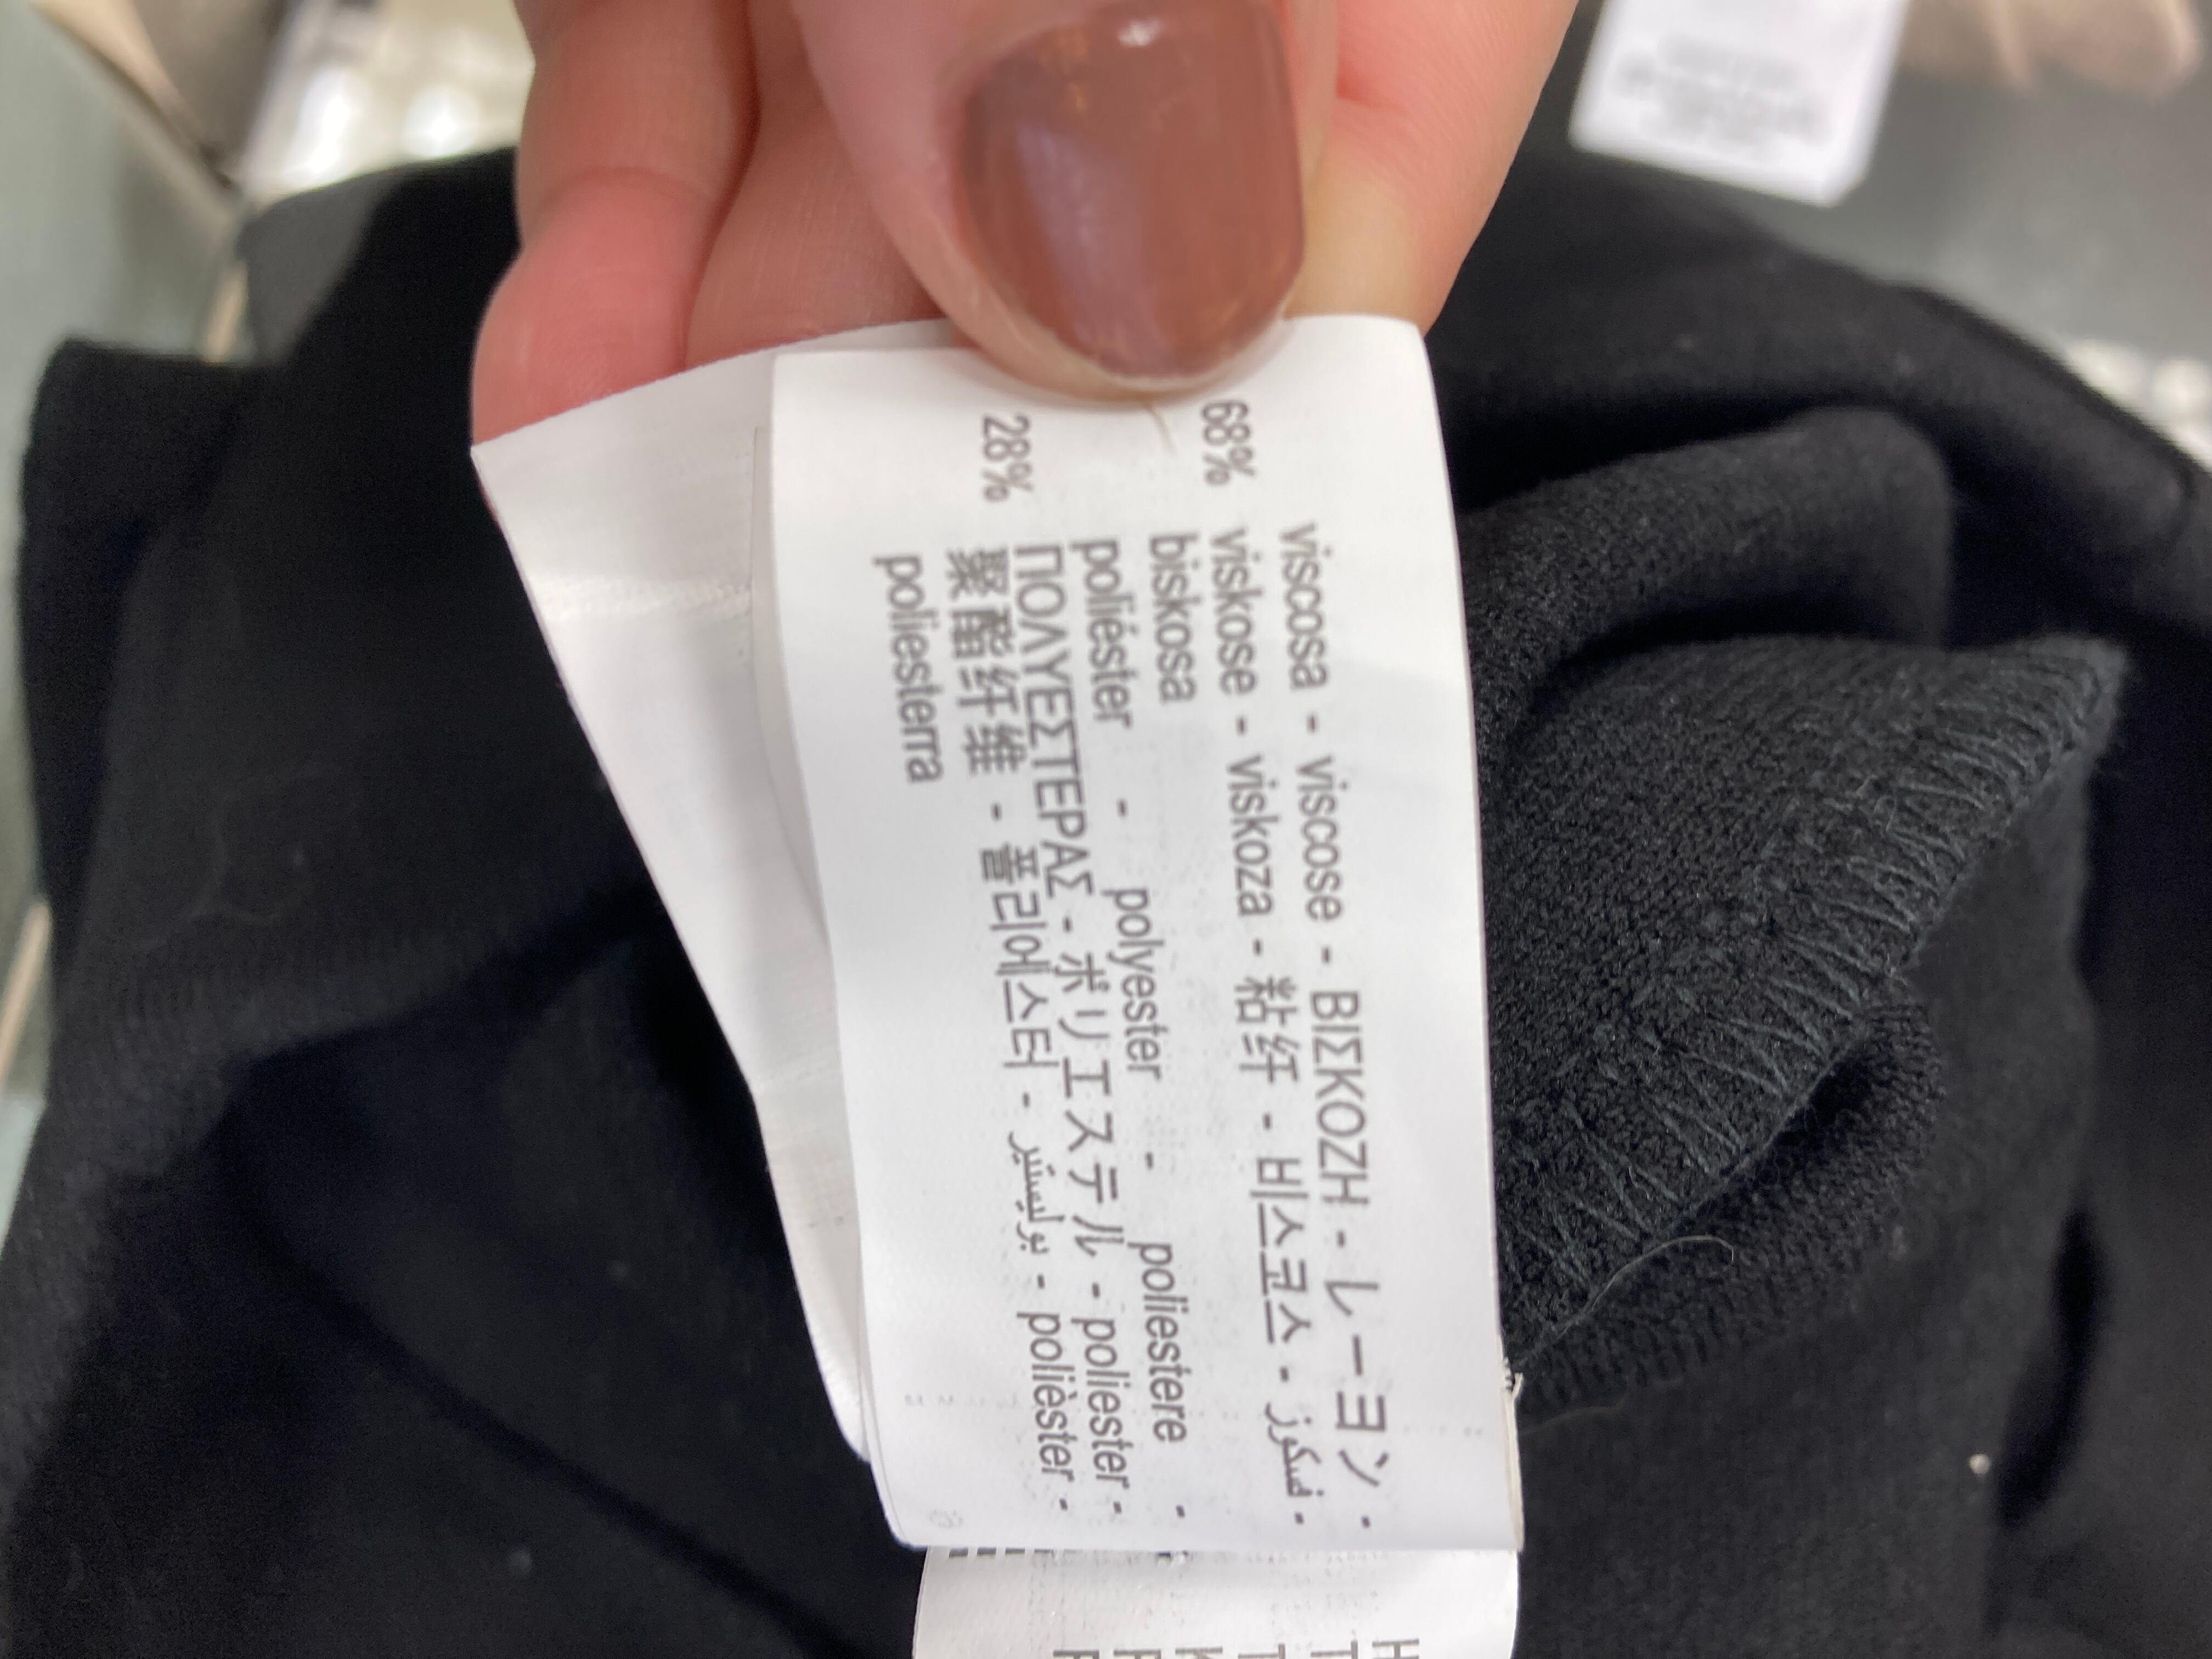 viscosa - viscose - ΒΙΣΚΟΖΗ - レーヨン -
68% viskose - viskoza - 粘纤 - 비스코스 - فسكوز -
biskosa
poliéster - polyester - poliestere -
ΠΟΛΥΕΣΤΕΡΑΣ - ポリエステル - poliester -
28% 聚酯纤维 - 폴리에스터 - بوليستير - polièster -
poliesterra